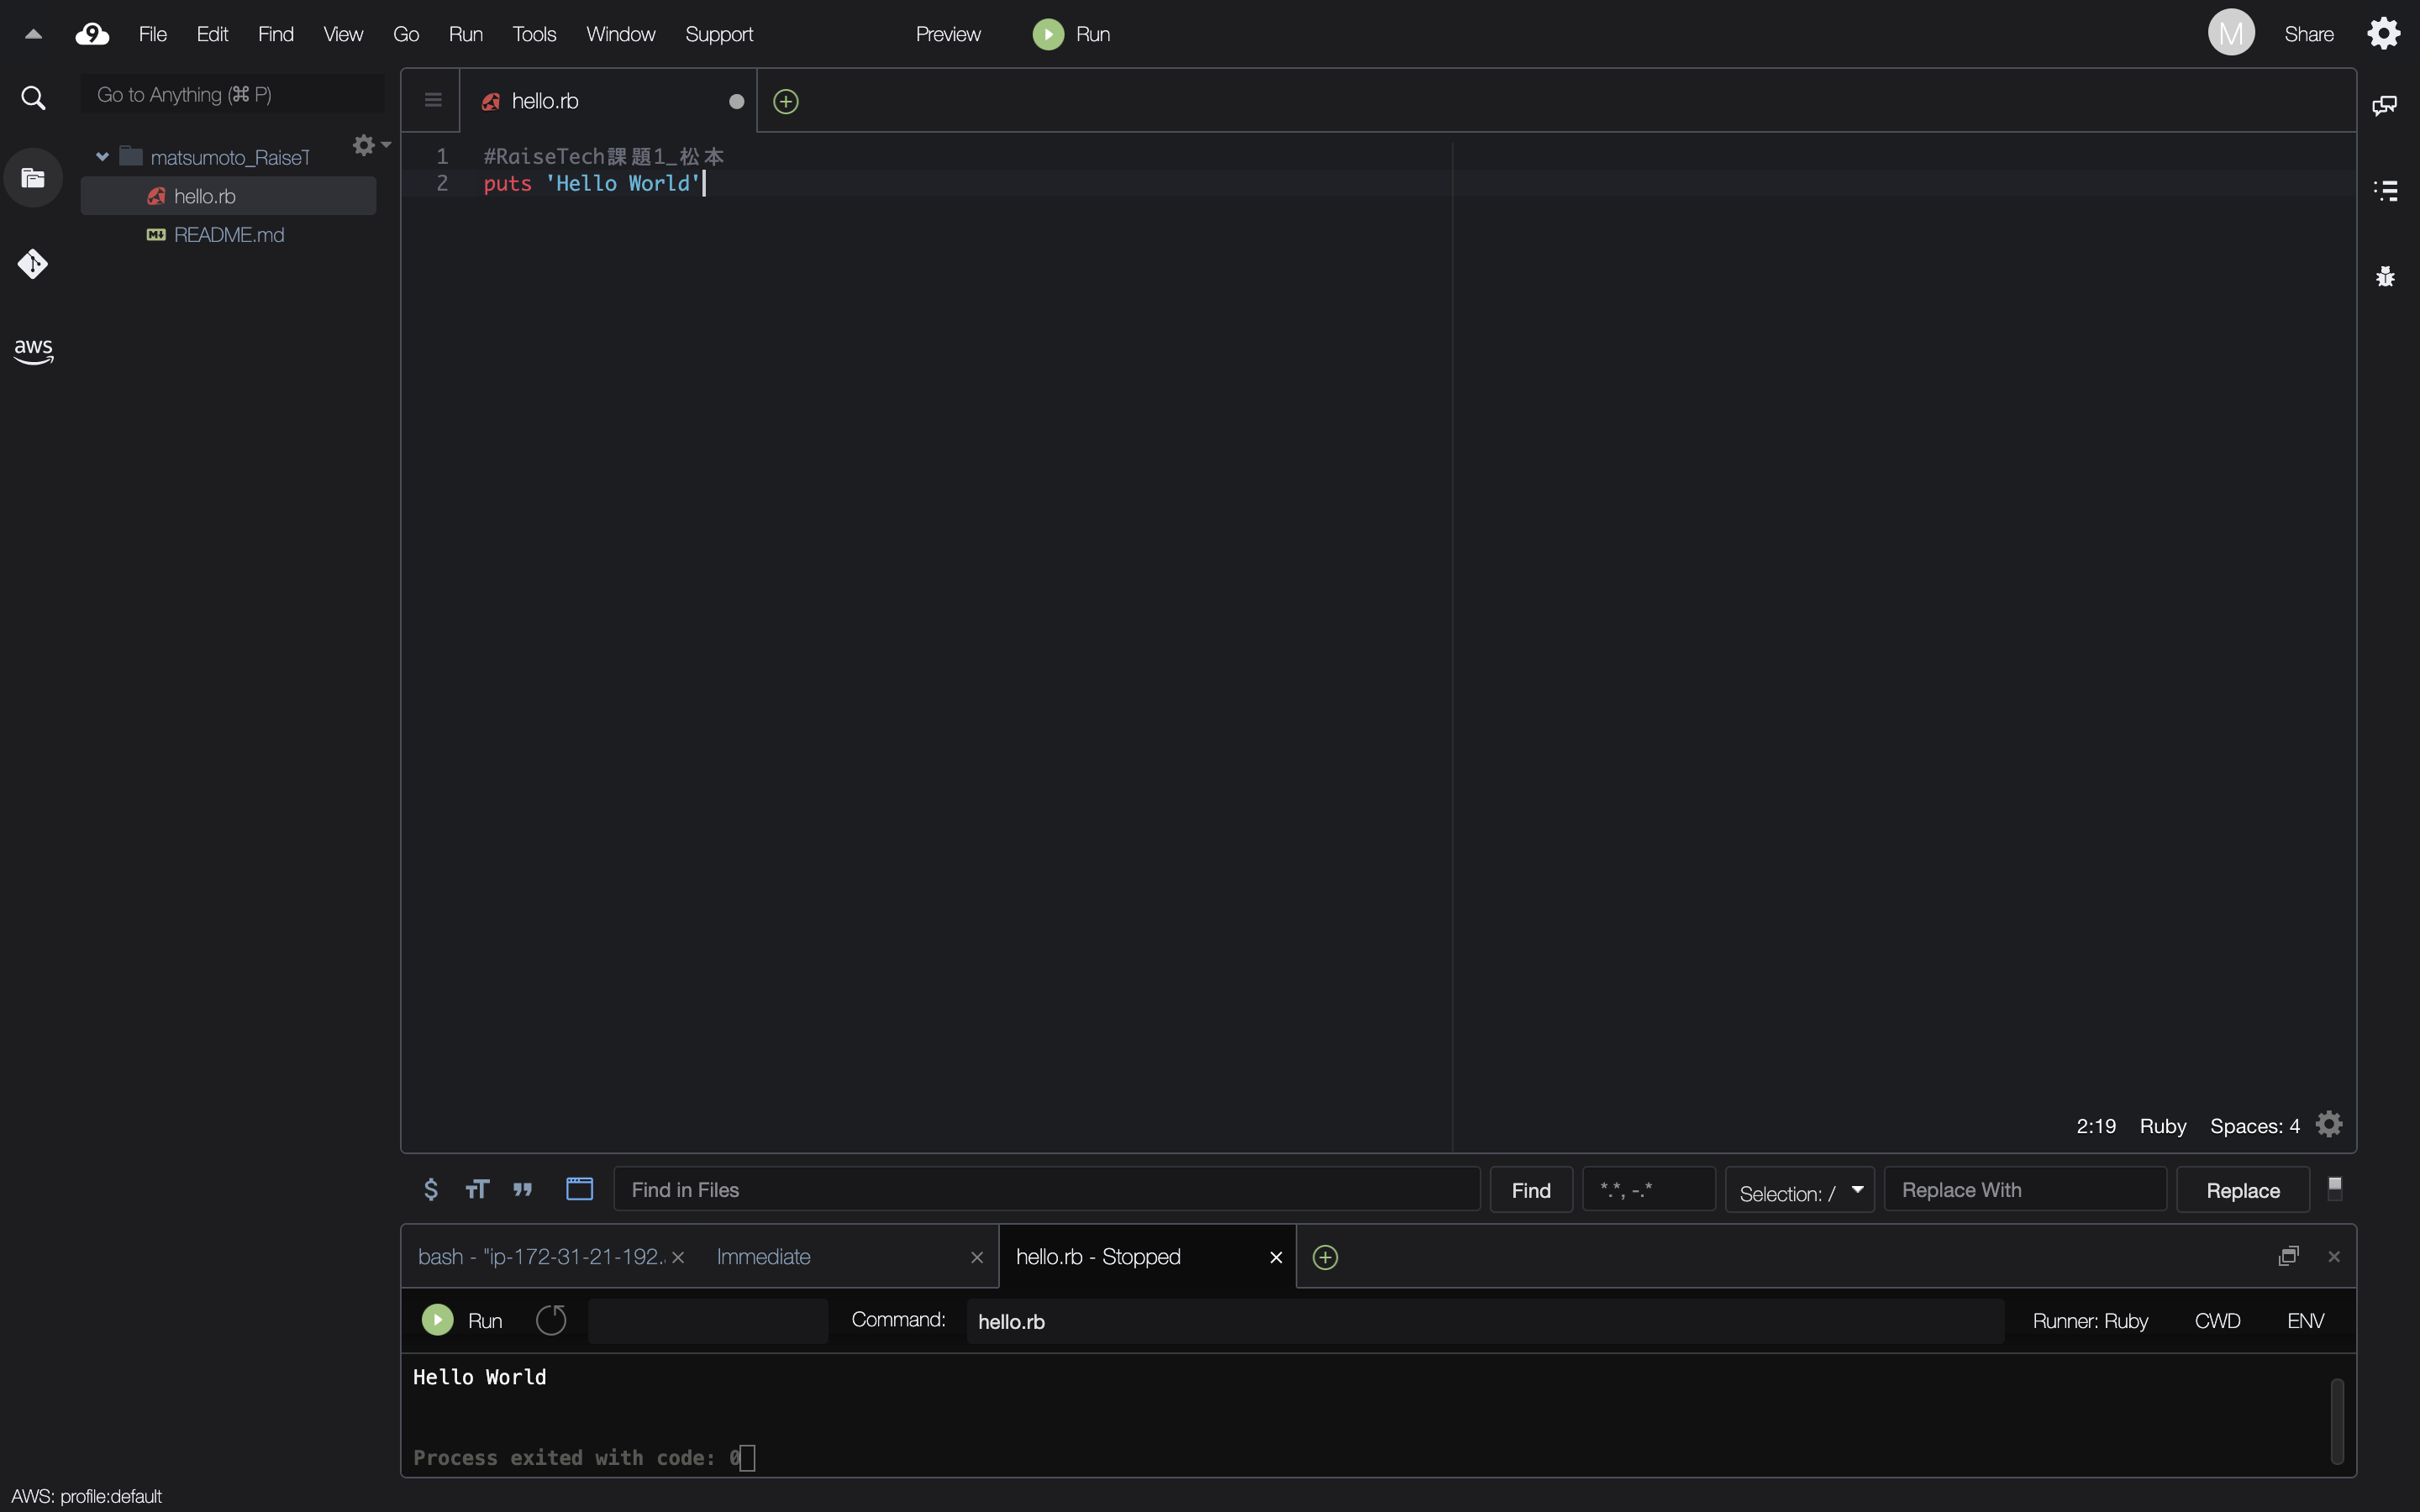 9 File Edit Find View Go Run Tools Window Support Preview Run M Share
Go to Anything (⌘ P)
matsumoto_RaiseT
hello.rb
README.md
aws
hello.rb
1 #RaiseTech課題1_松本
2 puts 'Hello World'
2:19 Ruby Spaces: 4
Find in Files Find *.*, -.* Selection: / Replace With Replace
bash - "ip-172-31-21-192. Immediate hello.rb - Stopped
Run Command: hello.rb Runner: Ruby CWD ENV
Hello World
Process exited with code: 0
AWS: profile:default